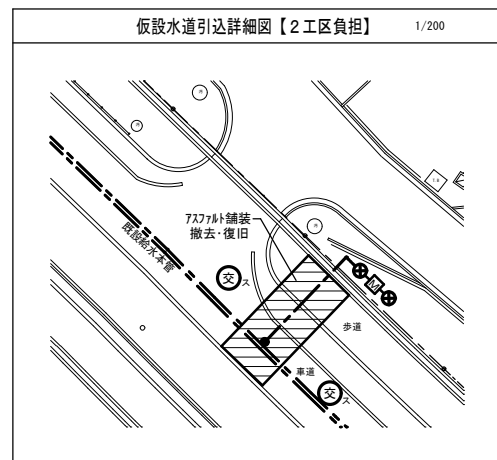 仮設水道引込詳細図【2工区負担】 1/200
アスファルト舗装
撤去・復旧
既設給水本管
交 ス
M
歩道
車道
交 ス